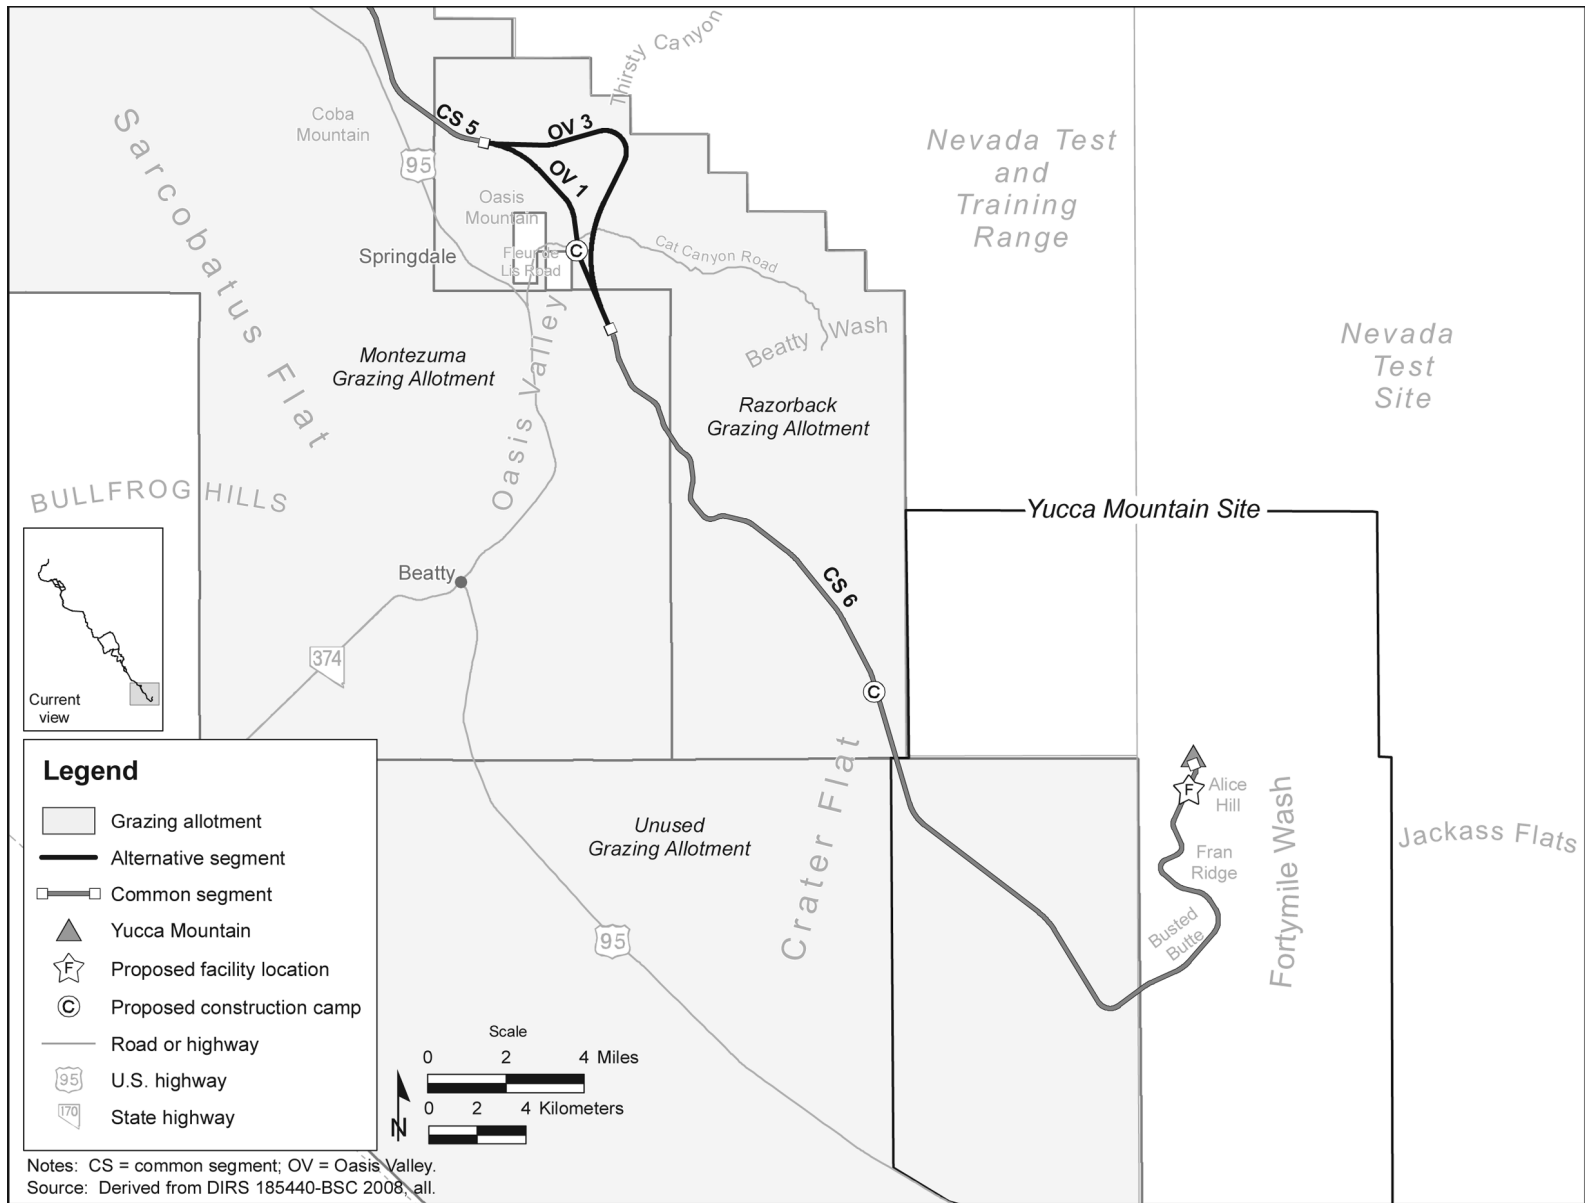 Thirsty Canyon
Coba
Mountain
CS 5
OV 3
OV 1
95
Sarcobatus Flat
Oasis
Mountain
Springdale
Fleur de
Lis Road
C
Cat Canyon Road
Beatty Wash
Nevada Test
and
Training
Range
Nevada
Test
Site
Montezuma
Grazing Allotment
Oasis Valley
Razorback
Grazing Allotment
BULLFROG HILLS
Yucca Mountain Site
Beatty
374
CS 6
C
Current
view
Crater Flat
Unused
Grazing Allotment
95
F
Alice
Hill
Fran
Ridge
Busted
Butte
Fortymile Wash
Jackass Flats
Legend
Grazing allotment
Alternative segment
Common segment
Yucca Mountain
F Proposed facility location
C Proposed construction camp
Road or highway
95 U.S. highway
170 State highway
Scale
0 2 4 Miles
0 2 4 Kilometers
N
Notes: CS = common segment; OV = Oasis Valley.
Source: Derived from DIRS 185440-BSC 2008, all.